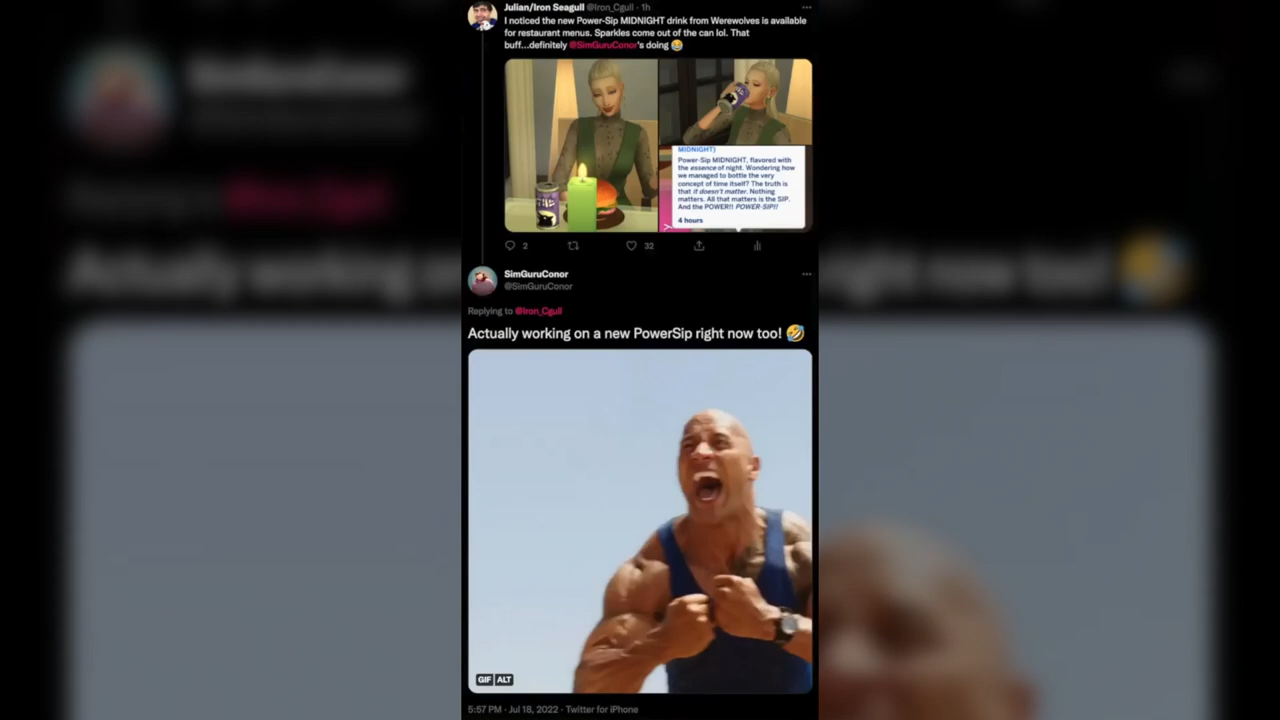 Julian/Iron Seagull @Iron_Cgull · 1h
I noticed the new Power-Sip MIDNIGHT drink from Werewolves is available
for restaurant menus. Sparkles come out of the can lol. That
buff...definitely @SimGuruConor's doing 😂
MIDNIGHT)
Power-Sip MIDNIGHT, flavored with
the essence of night. Wondering how
we managed to bottle the very
concept of time itself? The truth is
that it doesn't matter. Nothing
matters. All that matters is the SIP.
And the POWER!! POWER-SIP!!
4 hours
2
32
SimGuruConor
@SimGuruConor
Replying to @Iron_Cgull
Actually working on a new PowerSip right now too! 🤣
GIF ALT
5:57 PM · Jul 18, 2022 · Twitter for iPhone